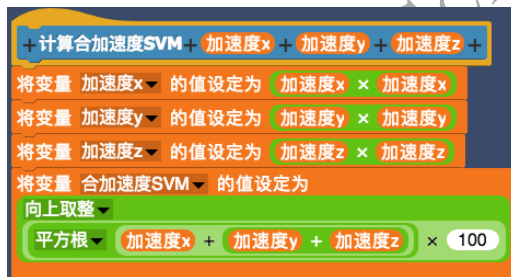 +计算合加速度SVM+ 加速度x + 加速度y + 加速度z +
将变量 加速度x 的值设定为 加速度x × 加速度x
将变量 加速度y 的值设定为 加速度y × 加速度y
将变量 加速度z 的值设定为 加速度z × 加速度z
将变量 合加速度SVM 的值设定为
向上取整
平方根 加速度x + 加速度y + 加速度z × 100